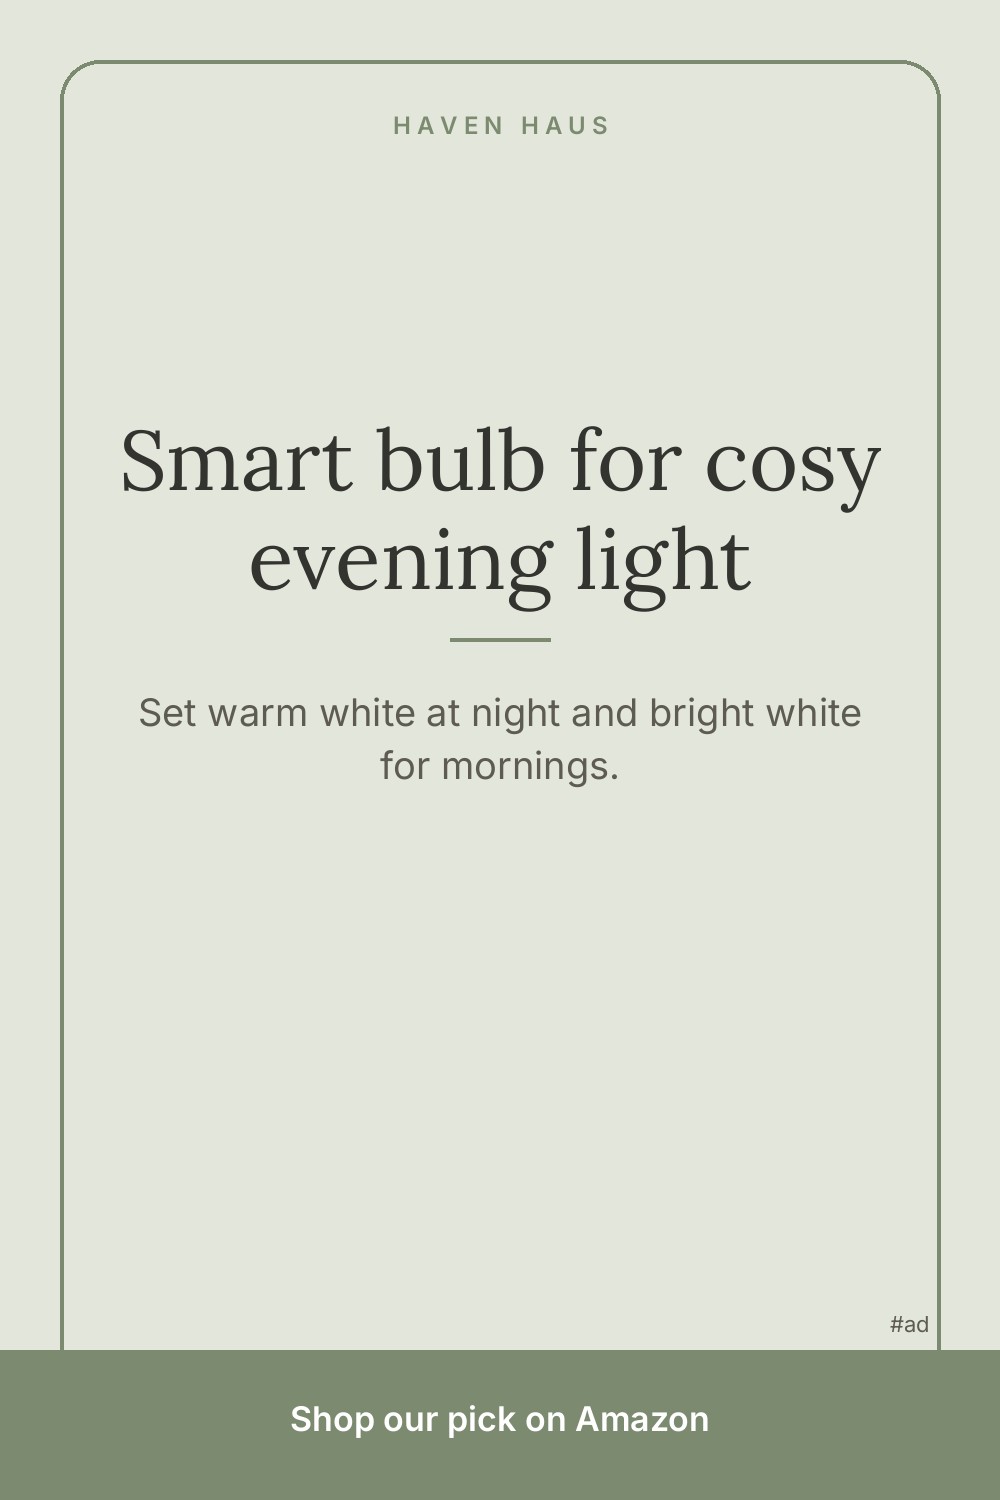 HAVEN HAUS
Smart bulb for cosy
evening light
Set warm white at night and bright white
for mornings.
#ad
Shop our pick on Amazon